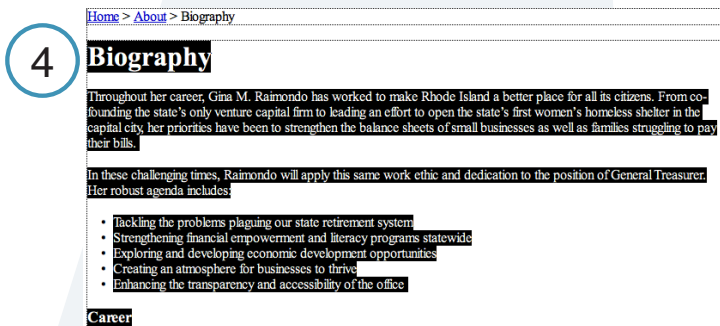 Home > About > Biography
4
Biography
Throughout her career, Gina M. Raimondo has worked to make Rhode Island a better place for all its citizens. From co-
founding the state's only venture capital firm to leading an effort to open the state's first women's homeless shelter in the
capital city, her priorities have been to strengthen the balance sheets of small businesses as well as families struggling to pay
their bills.
In these challenging times, Raimondo will apply this same work ethic and dedication to the position of General Treasurer.
Her robust agenda includes:
• Tackling the problems plaguing our state retirement system
• Strengthening financial empowerment and literacy programs statewide
• Exploring and developing economic development opportunities
• Creating an atmosphere for businesses to thrive
• Enhancing the transparency and accessibility of the office
Career